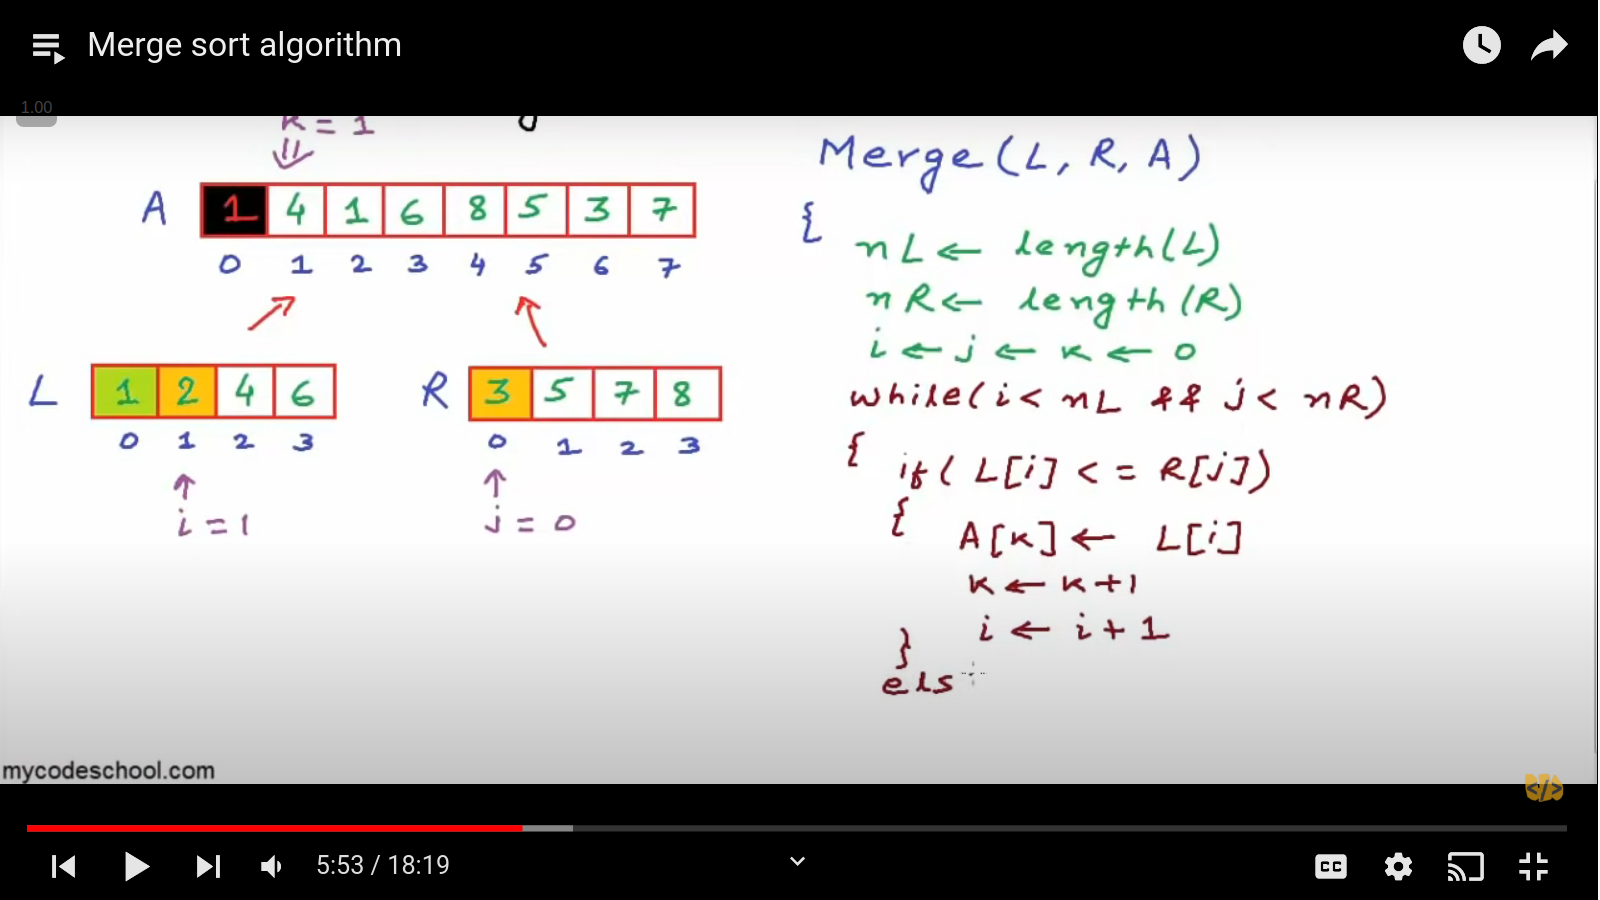 Merge sort algorithm
1.00
k = 1
A 1 4 1 6 8 5 3 7
0 1 2 3 4 5 6 7
L 1 2 4 6
0 1 2 3
i = 1
R 3 5 7 8
0 1 2 3
j = 0
Merge(L, R, A)
{
nL ← length(L)
nR ← length(R)
i ← j ← k ← 0
while(i < nL && j < nR)
{
if( L[i] <= R[j])
{
A[k] ← L[i]
k ← k+1
i ← i+1
}
els
mycodeschool.com
</>
5:53 / 18:19
CC